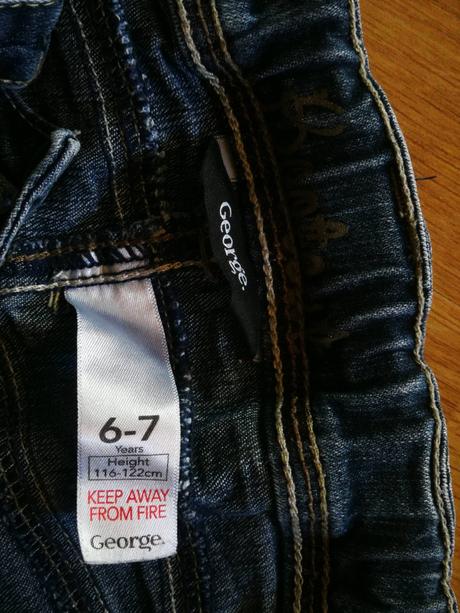 George.
6-7
Years
Height
116-122cm
KEEP AWAY
FROM FIRE
George.